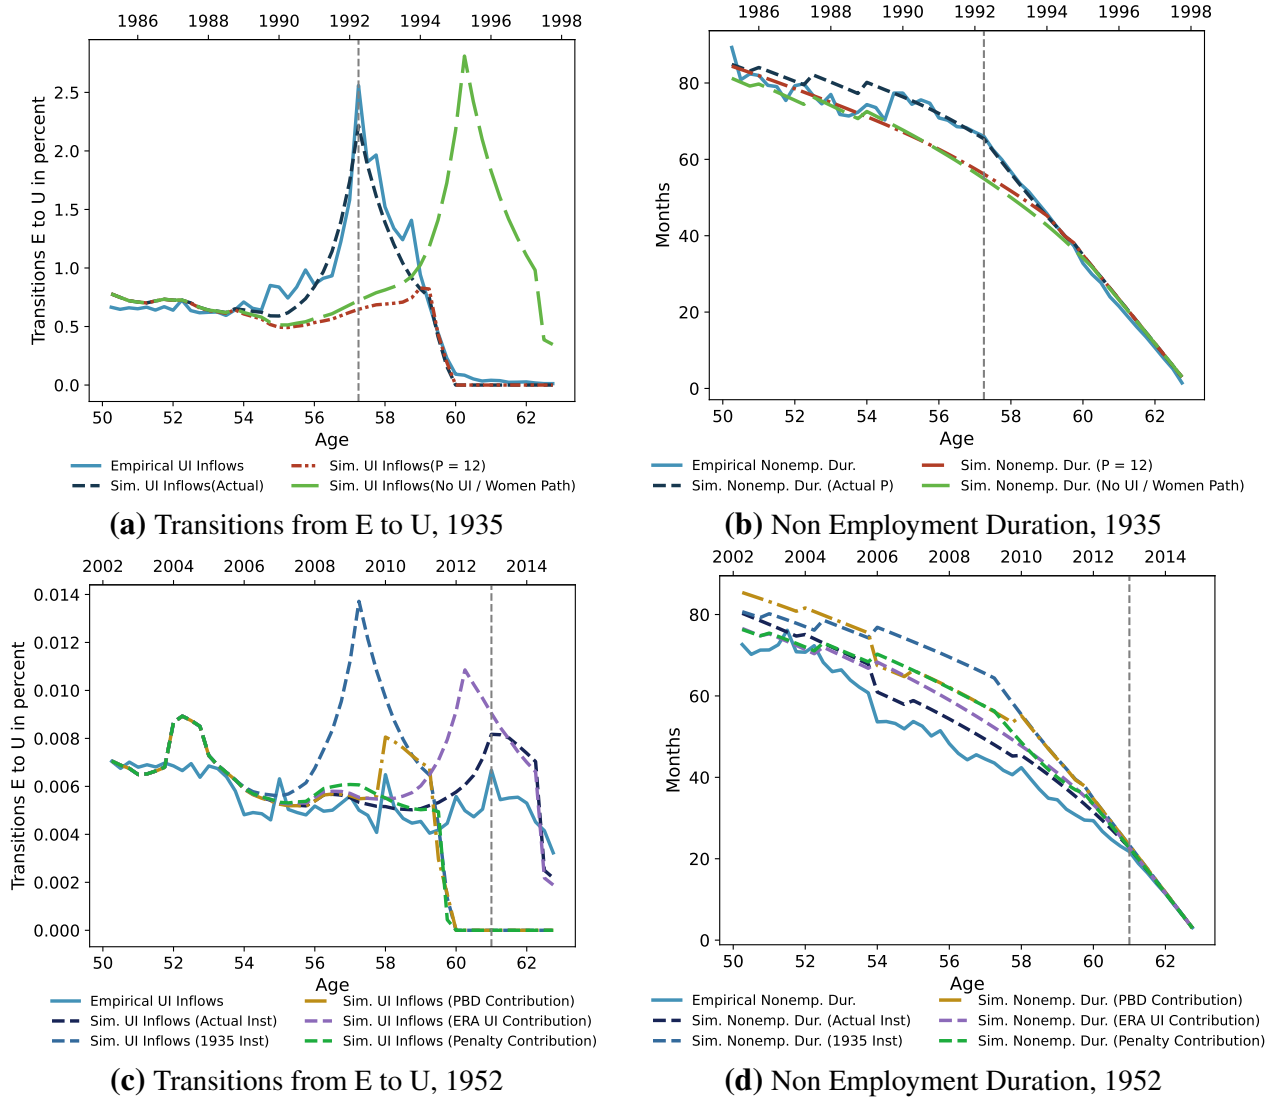 1986 1988 1990 1992 1994 1996 1998
Transitions E to U in percent
2.5
2.0
1.5
1.0
0.5
0.0
50 52 54 56 58 60 62
Age
Empirical UI Inflows
Sim. UI Inflows(Actual)
Sim. UI Inflows(P = 12)
Sim. UI Inflows(No UI / Women Path)
(a) Transitions from E to U, 1935
1986 1988 1990 1992 1994 1996 1998
Months
80
60
40
20
0
50 52 54 56 58 60 62
Age
Empirical Nonemp. Dur.
Sim. Nonemp. Dur. (Actual P)
Sim. Nonemp. Dur. (P = 12)
Sim. Nonemp. Dur. (No UI / Women Path)
(b) Non Employment Duration, 1935
2002 2004 2006 2008 2010 2012 2014
Transitions E to U in percent
0.014
0.012
0.010
0.008
0.006
0.004
0.002
0.000
50 52 54 56 58 60 62
Age
Empirical UI Inflows
Sim. UI Inflows (Actual Inst)
Sim. UI Inflows (1935 Inst)
Sim. UI Inflows (PBD Contribution)
Sim. UI Inflows (ERA UI Contribution)
Sim. UI Inflows (Penalty Contribution)
(c) Transitions from E to U, 1952
2002 2004 2006 2008 2010 2012 2014
Months
80
60
40
20
0
50 52 54 56 58 60 62
Age
Empirical Nonemp. Dur.
Sim. Nonemp. Dur. (Actual Inst)
Sim. Nonemp. Dur. (1935 Inst)
Sim. Nonemp. Dur. (PBD Contribution)
Sim. Nonemp. Dur. (ERA UI Contribution)
Sim. Nonemp. Dur. (Penalty Contribution)
(d) Non Employment Duration, 1952